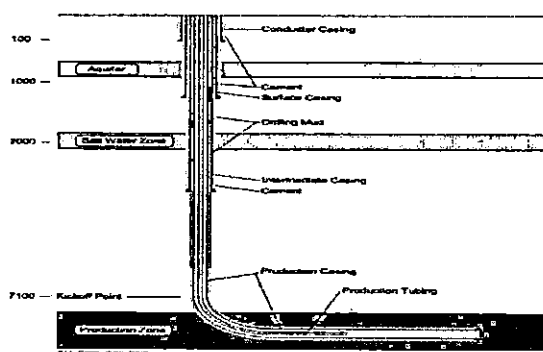 Conductor Casing
100
Aquifer
1000
Cement
Surface Casing
Drilling Mud
Salt Water Zone
Intermediate Casing
Cement
Production Casing
Production Tubing
7100
Kickoff Point
Production Zone